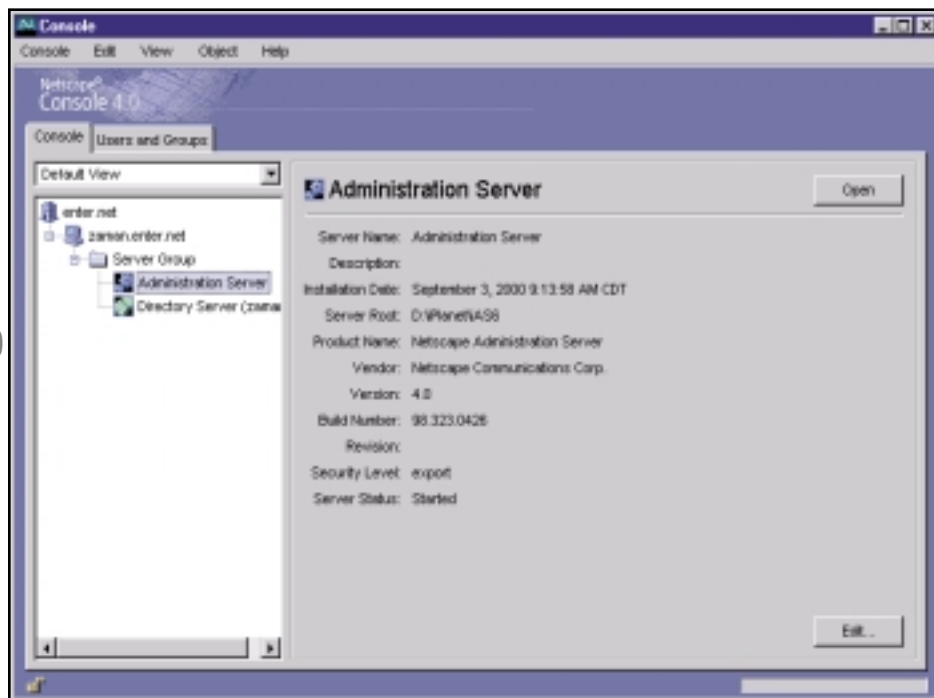 Console
Console Edit View Object Help
Netscape®
Console 4.0
Console Users and Groups
Default View
enter.net
zaman.enter.net
Server Group
Administration Server
Directory Server (zama
Administration Server
Open
Server Name: Administration Server
Description:
Installation Date: September 3, 2000 9:13:58 AM CDT
Server Root: D:\iPlanet\IAS6
Product Name: Netscape Administration Server
Vendor: Netscape Communications Corp.
Version: 4.0
Build Number: 98.323.0426
Revision:
Security Level: export
Server Status: Started
Edit...